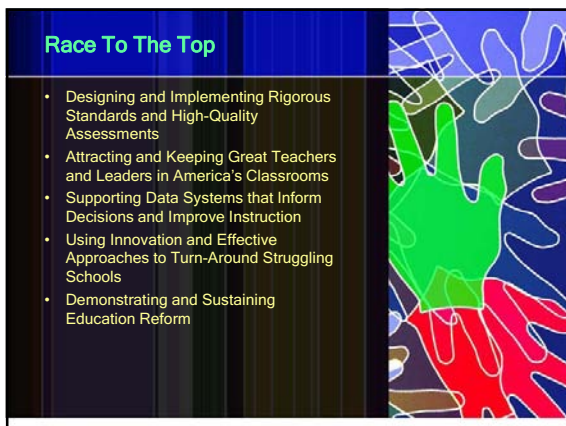 Race To The Top
• Designing and Implementing Rigorous
Standards and High-Quality
Assessments
• Attracting and Keeping Great Teachers
and Leaders in America's Classrooms
• Supporting Data Systems that Inform
Decisions and Improve Instruction
• Using Innovation and Effective
Approaches to Turn-Around Struggling
Schools
• Demonstrating and Sustaining
Education Reform